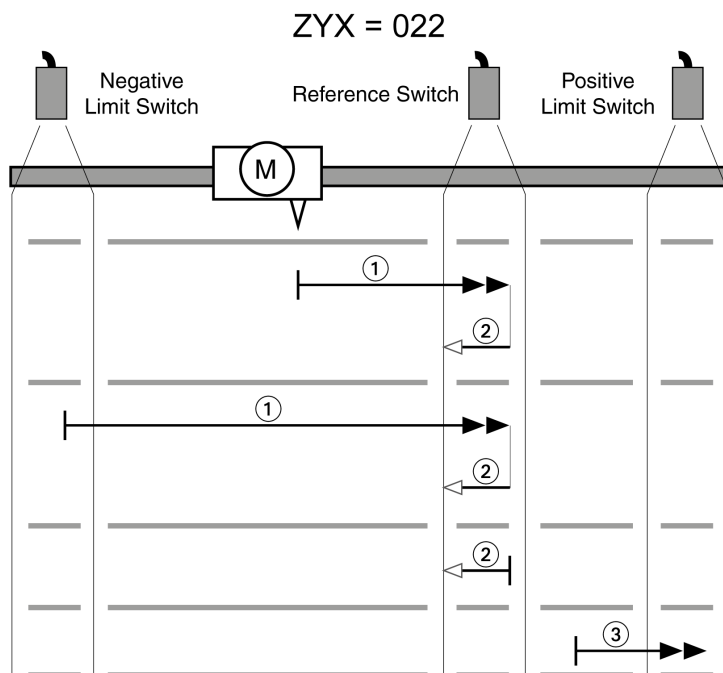 ZYX = 022
Negative
Limit Switch
Reference Switch
Positive
Limit Switch
M
1
2
1
2
2
3